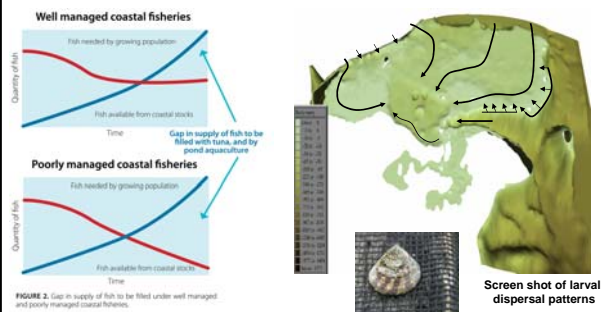 Well managed coastal fisheries
Fish needed by growing population
Quantity of fish
Fish available from coastal stocks
Time
Gap in supply of fish to be
filled with tuna, and by
pond aquaculture
Poorly managed coastal fisheries
Fish needed by growing population
Quantity of fish
Fish available from coastal stocks
Time
FIGURE 2. Gap in supply of fish to be filled under well managed
and poorly managed coastal fisheries.
Screen shot of larval
dispersal patterns